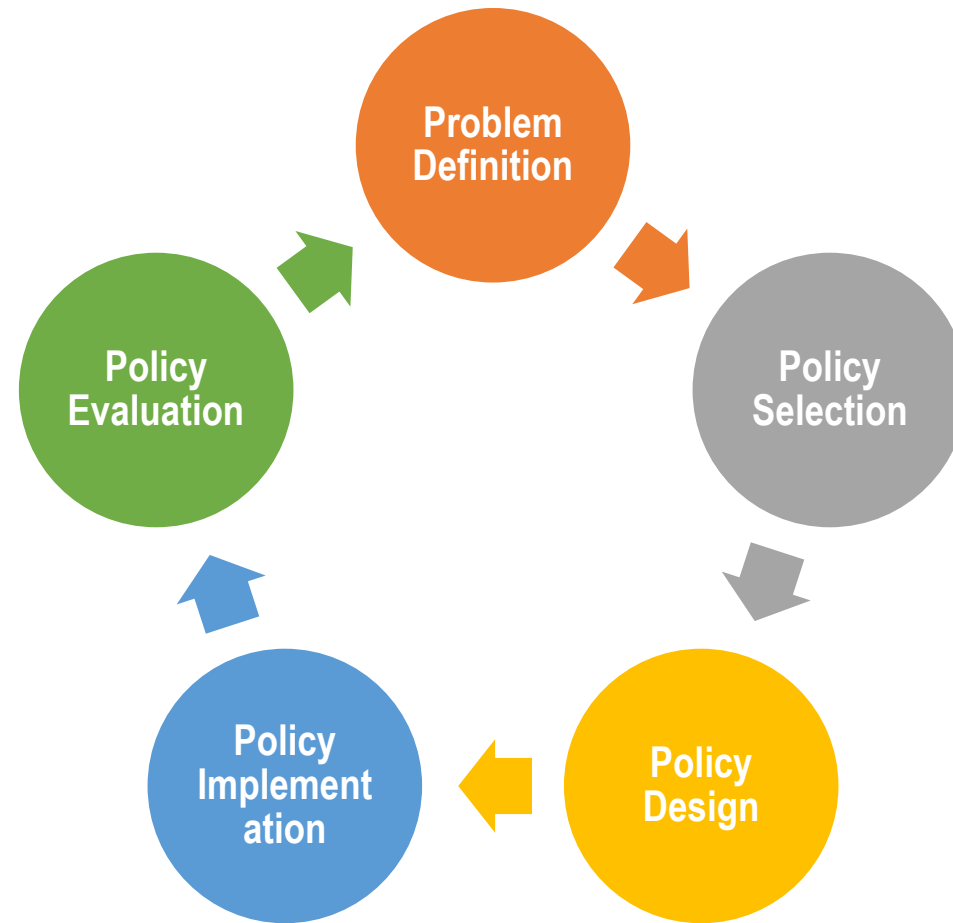 Problem
Definition
Policy
Selection
Policy
Design
Policy
Implement
ation
Policy
Evaluation